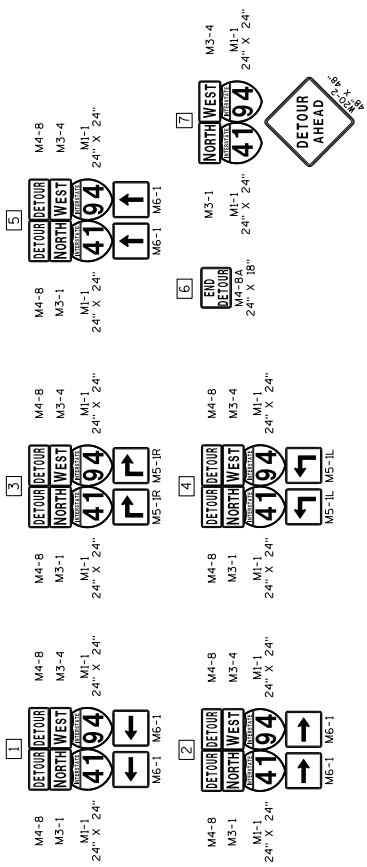 1
M4-8 DETOUR DETOUR M4-8
M3-1 NORTH WEST M3-4
INTERSTATE INTERSTATE
M1-1 41 94 M1-1
24" X 24" 24" X 24"
M6-1 M6-1
3
M4-8 DETOUR DETOUR M4-8
M3-1 NORTH WEST M3-4
INTERSTATE INTERSTATE
M1-1 41 94 M1-1
24" X 24" 24" X 24"
M5-1R M5-1R
5
M4-8 DETOUR DETOUR M4-8
M3-1 NORTH WEST M3-4
INTERSTATE INTERSTATE
M1-1 41 94 M1-1
24" X 24" 24" X 24"
M6-1 M6-1
2
M4-8 DETOUR DETOUR M4-8
M3-1 NORTH WEST M3-4
INTERSTATE INTERSTATE
M1-1 41 94 M1-1
24" X 24" 24" X 24"
M6-1 M6-1
4
M4-8 DETOUR DETOUR M4-8
M3-1 NORTH WEST M3-4
INTERSTATE INTERSTATE
M1-1 41 94 M1-1
24" X 24" 24" X 24"
M5-1L M5-1L
6
END
DETOUR
M4-8A
24" X 18"
7
M3-1 NORTH WEST M3-4
INTERSTATE INTERSTATE
M1-1 41 94 M1-1
24" X 24" 24" X 24"
DETOUR
AHEAD
W20-2
48" X 48"